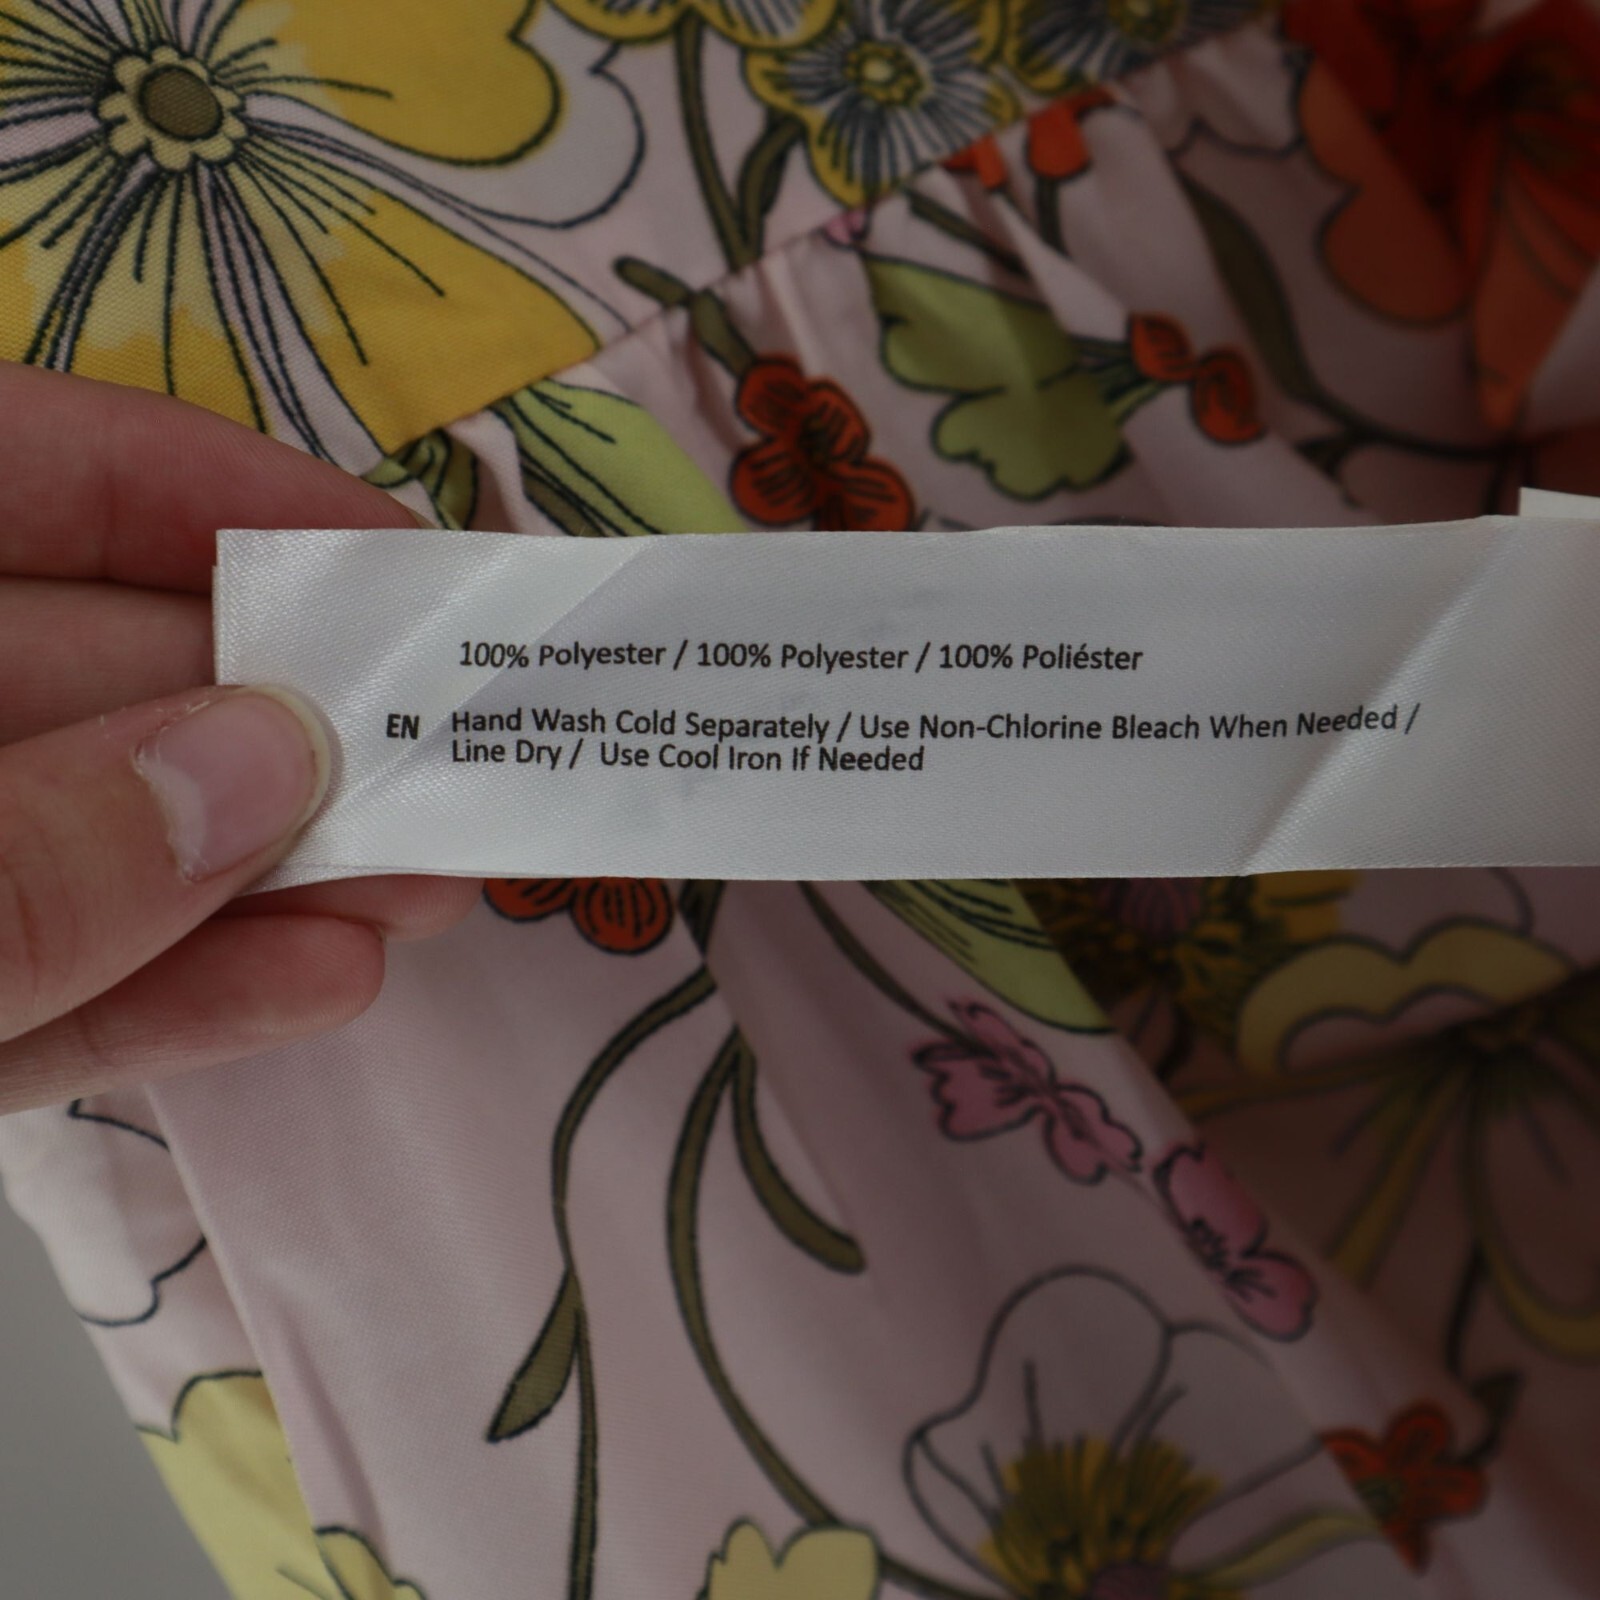 100% Polyester / 100% Polyester / 100% Poliéster
EN Hand Wash Cold Separately / Use Non-Chlorine Bleach When Needed /
Line Dry / Use Cool Iron If Needed